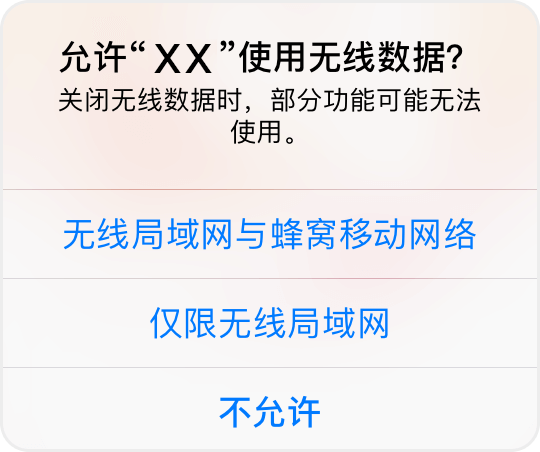 允许“XX”使用无线数据？
关闭无线数据时，部分功能可能无法
使用。
无线局域网与蜂窝移动网络
仅限无线局域网
不允许